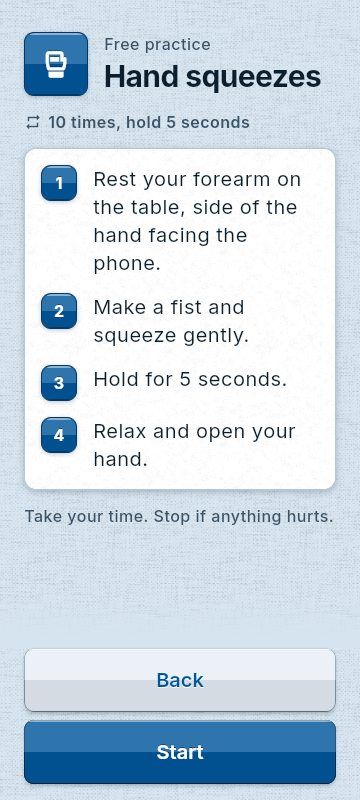 Free practice
Hand squeezes
10 times, hold 5 seconds
1 Rest your forearm on
the table, side of the
hand facing the
phone.
2 Make a fist and
squeeze gently.
3 Hold for 5 seconds.
4 Relax and open your
hand.
Take your time. Stop if anything hurts.
Back
Start